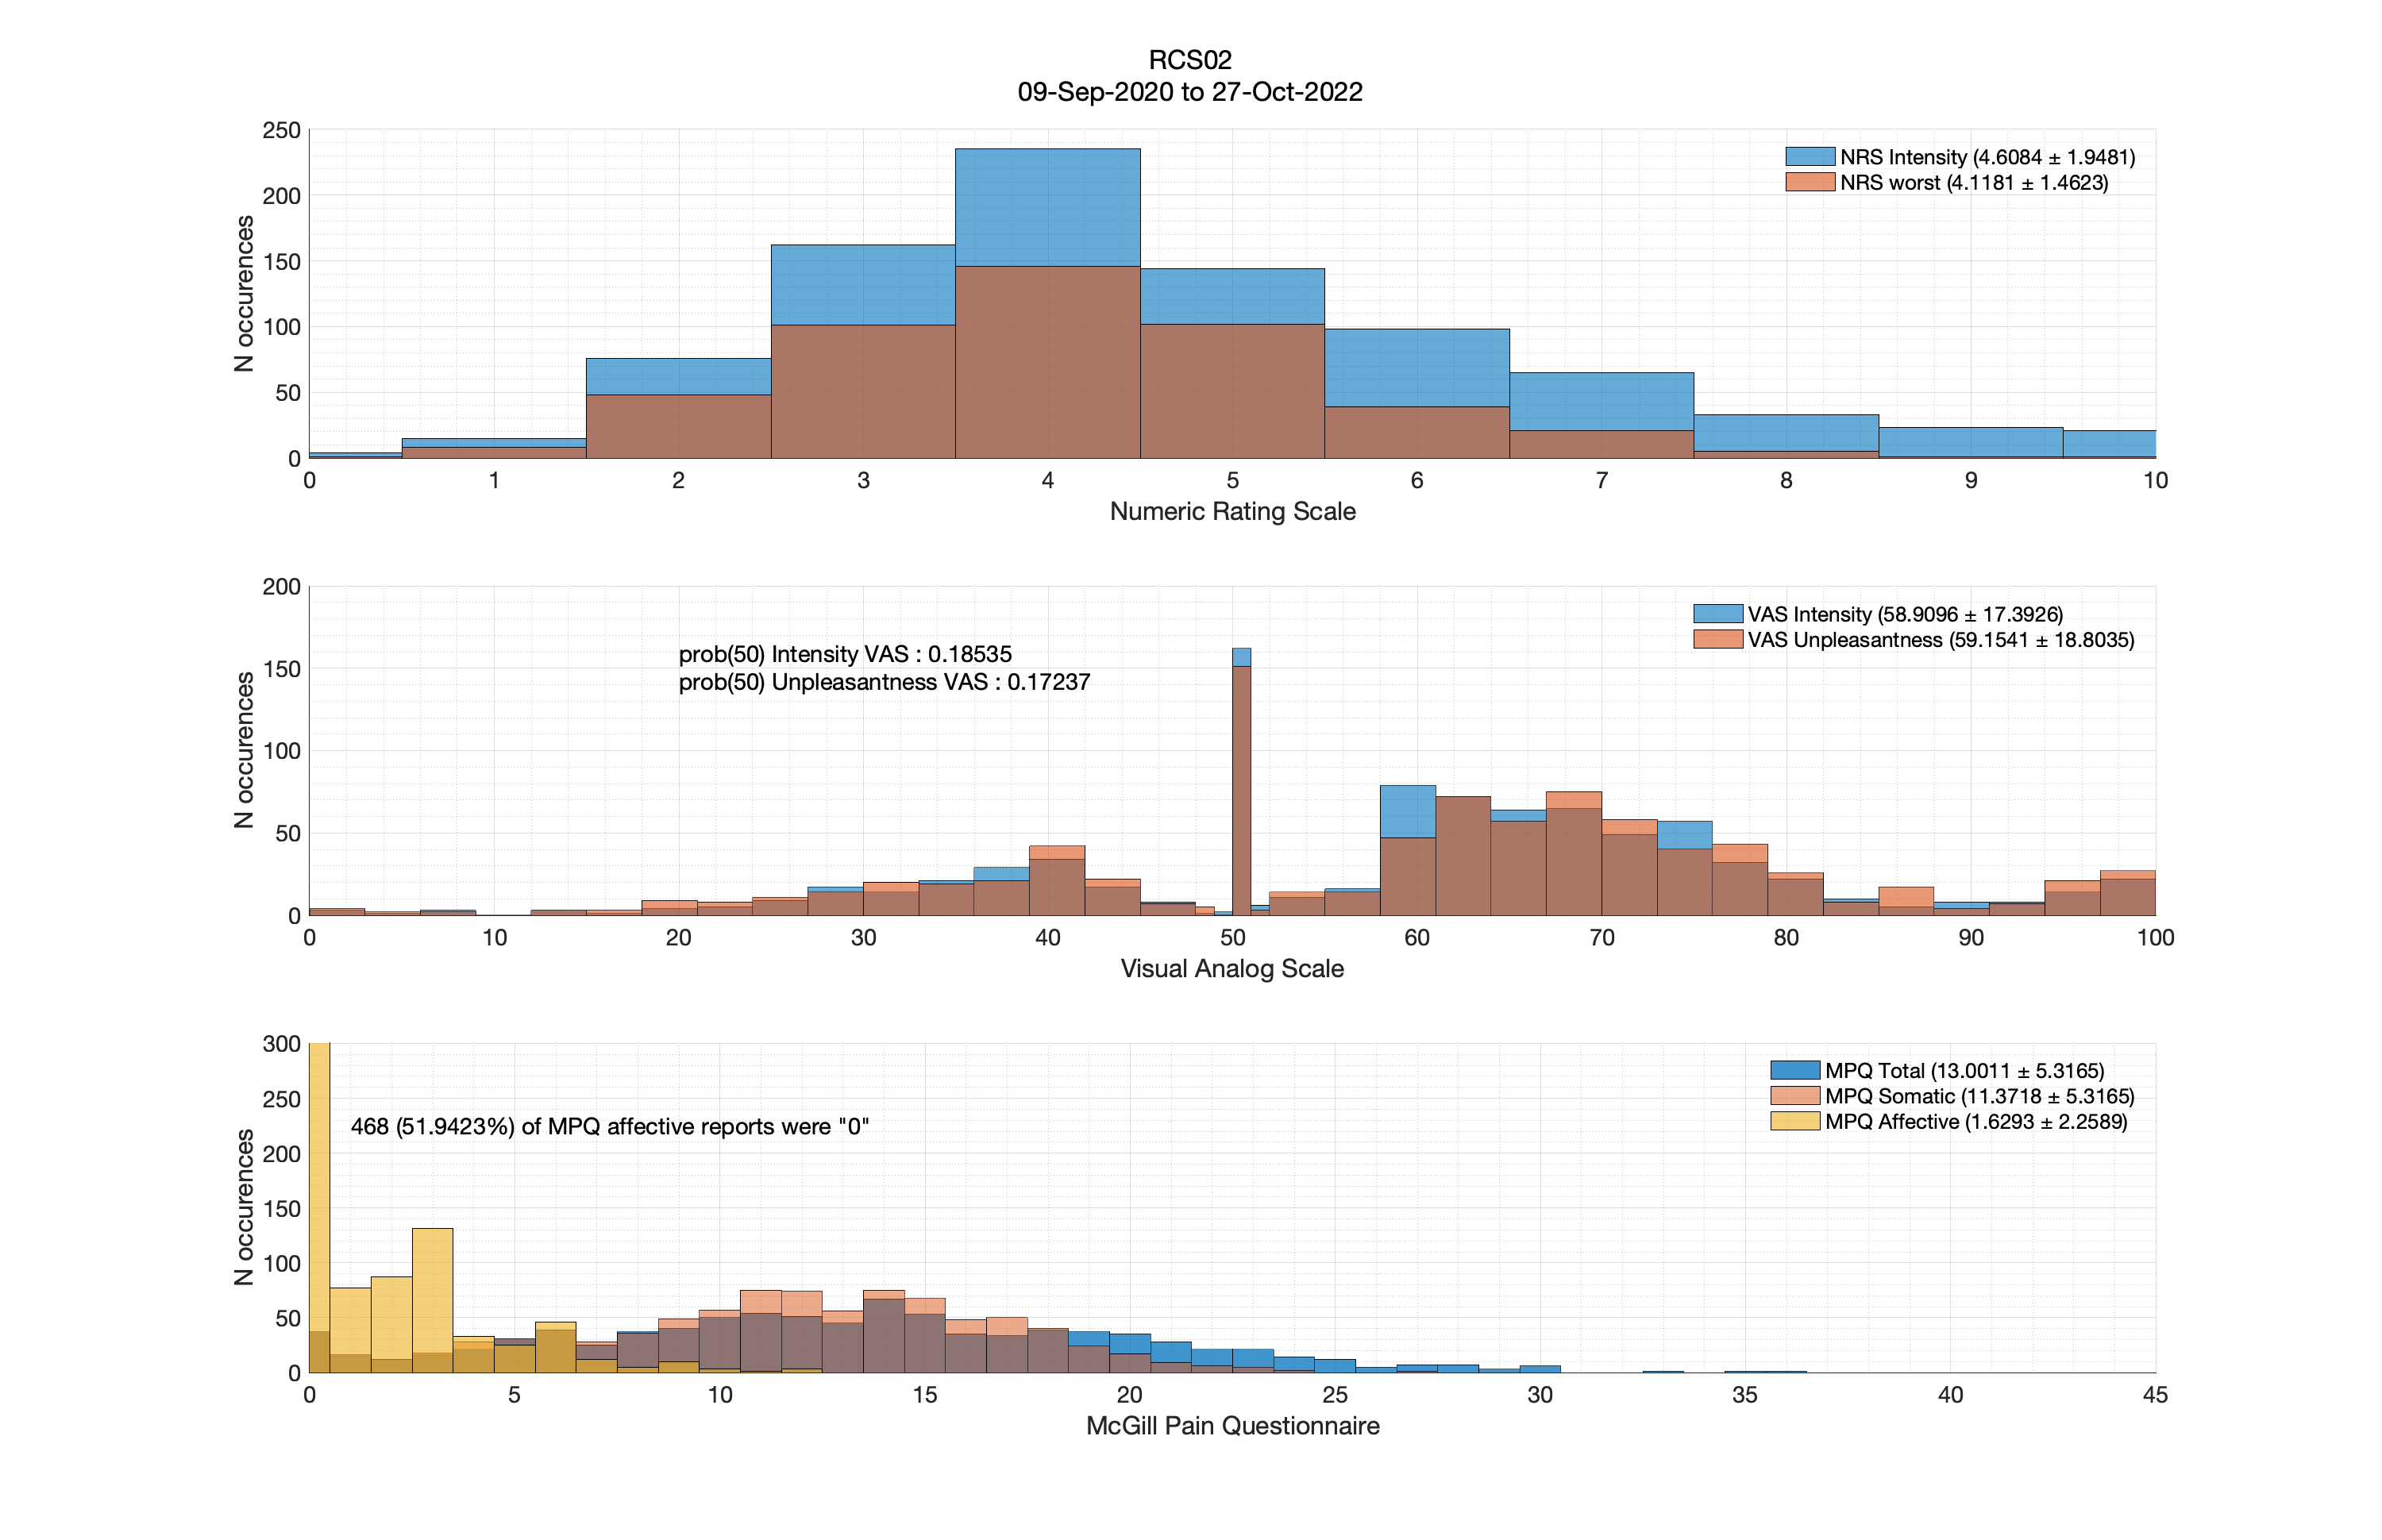 RCS02
09-Sep-2020 to 27-Oct-2022
250
200
150
100
50
0
N occurences
NRS Intensity (4.6084 ± 1.9481)
NRS worst (4.1181 ± 1.4623)
0 1 2 3 4 5 6 7 8 9 10
Numeric Rating Scale
200
150
100
50
0
N occurences
prob(50) Intensity VAS : 0.18535
prob(50) Unpleasantness VAS : 0.17237
VAS Intensity (58.9096 ± 17.3926)
VAS Unpleasantness (59.1541 ± 18.8035)
0 10 20 30 40 50 60 70 80 90 100
Visual Analog Scale
300
250
200
150
100
50
0
N occurences
468 (51.9423%) of MPQ affective reports were "0"
MPQ Total (13.0011 ± 5.3165)
MPQ Somatic (11.3718 ± 5.3165)
MPQ Affective (1.6293 ± 2.2589)
0 5 10 15 20 25 30 35 40 45
McGill Pain Questionnaire